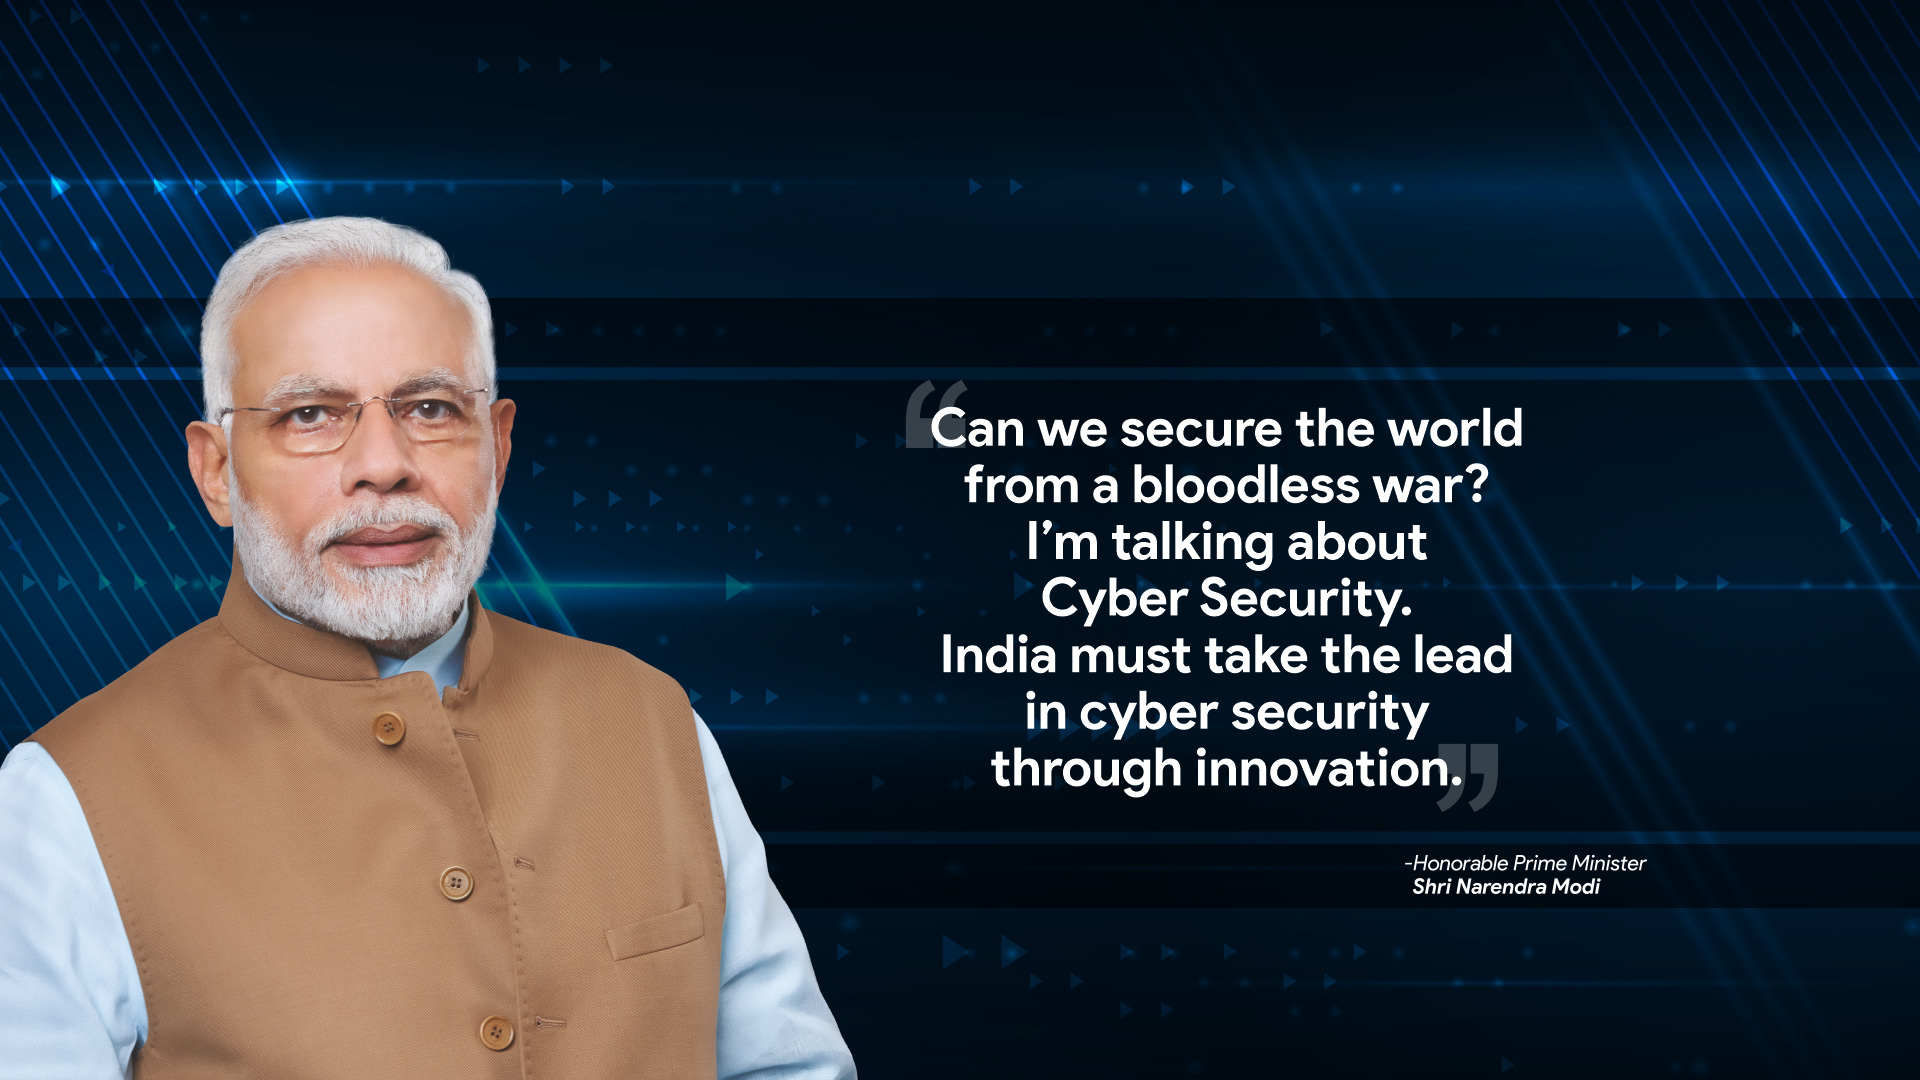 “Can we secure the world
from a bloodless war?
I’m talking about
Cyber Security.
India must take the lead
in cyber security
through innovation.”
-Honorable Prime Minister
Shri Narendra Modi